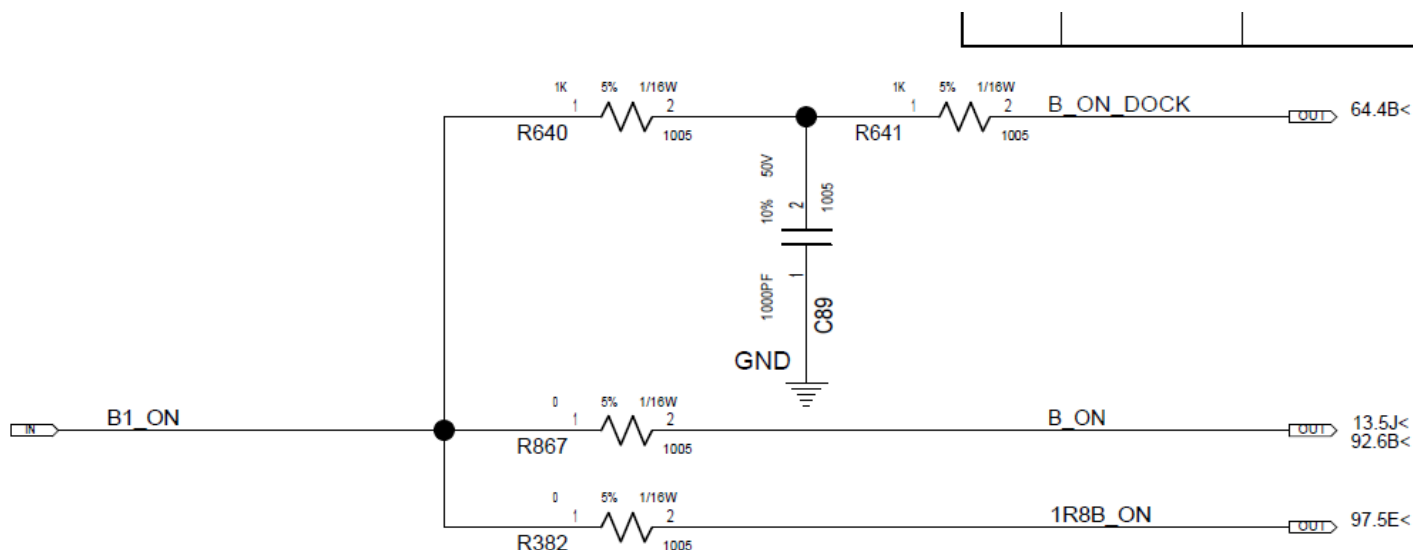 1K 5% 1/16W
1 2
R640 1005
1K 5% 1/16W
1 2
R641 1005
B_ON_DOCK OUT 64.4B<
50V
10% 2 1005
1000PF 1 C89
GND
IN B1_ON
0 5% 1/16W
1 2
R867 1005
B_ON OUT 13.5J<
92.6B<
0 5% 1/16W
1 2
R382 1005
1R8B_ON OUT 97.5E<